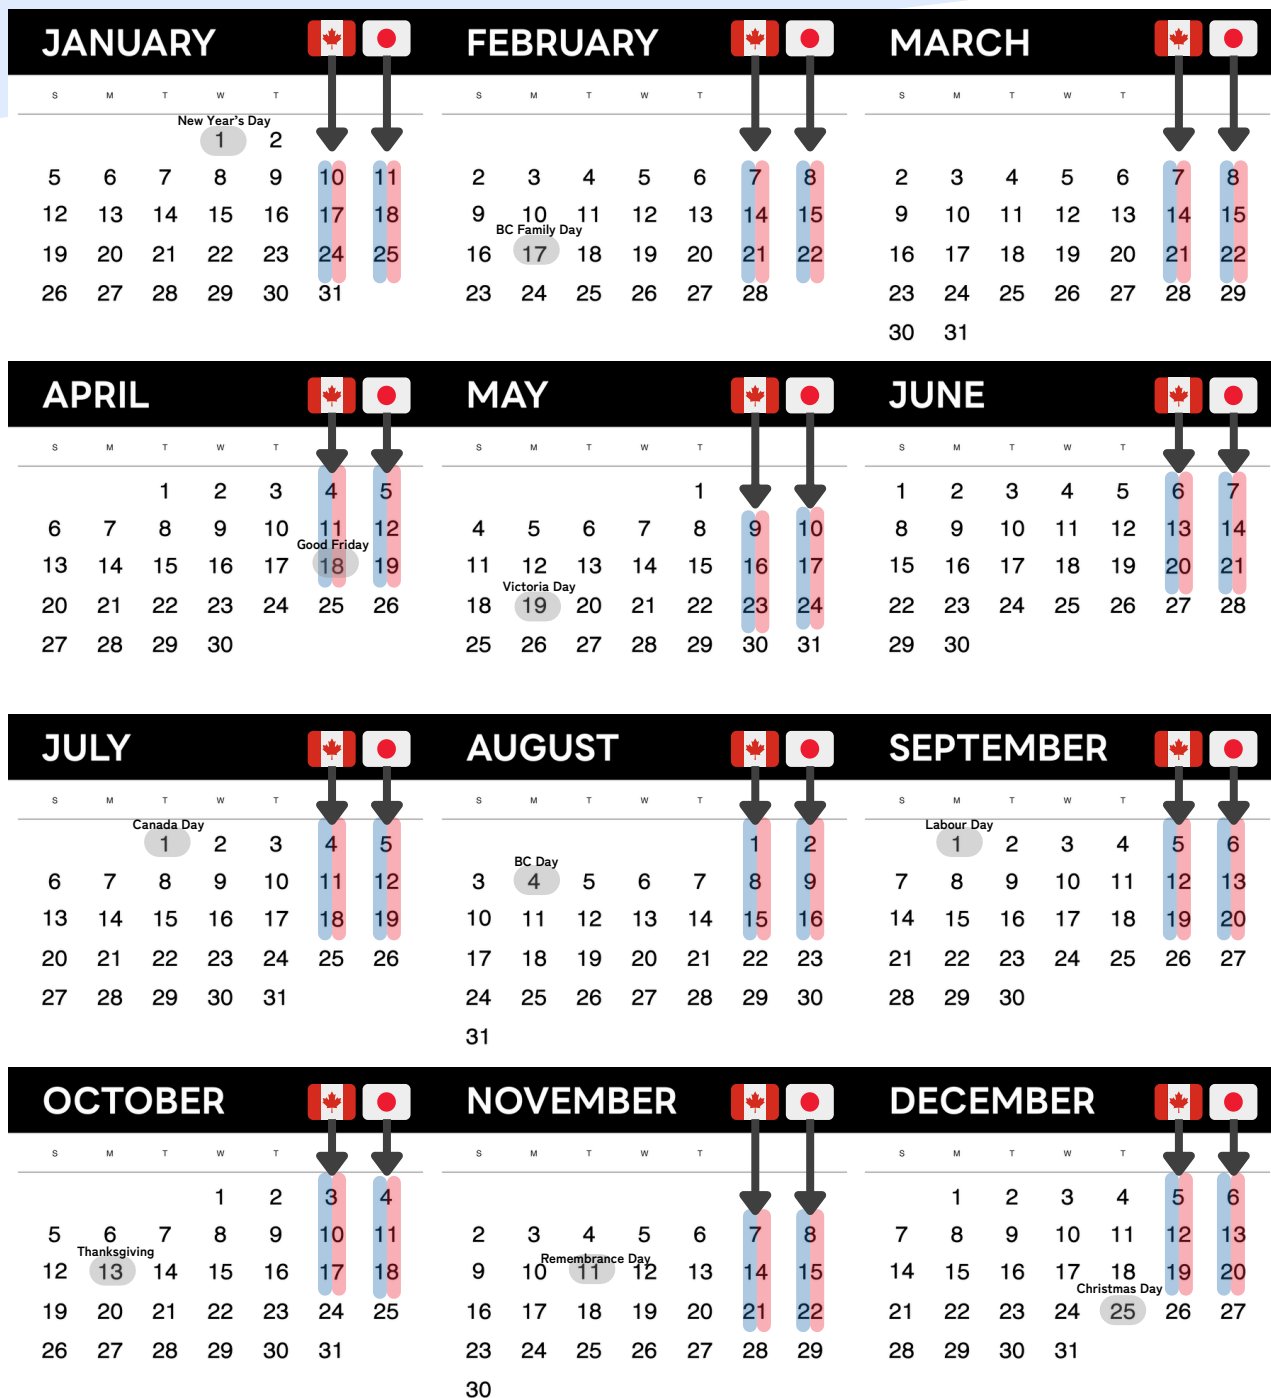 JANUARY
S M T W T
New Year's Day
1 2
5 6 7 8 9 10 11
12 13 14 15 16 17 18
19 20 21 22 23 24 25
26 27 28 29 30 31
FEBRUARY
S M T W T
2 3 4 5 6 7 8
9 10 11 12 13 14 15
BC Family Day
16 17 18 19 20 21 22
23 24 25 26 27 28
MARCH
S M T W T
2 3 4 5 6 7 8
9 10 11 12 13 14 15
16 17 18 19 20 21 22
23 24 25 26 27 28 29
30 31
APRIL
S M T W T
1 2 3 4 5
6 7 8 9 10 11 12
Good Friday
13 14 15 16 17 18 19
20 21 22 23 24 25 26
27 28 29 30
MAY
S M T W T
1
4 5 6 7 8 9 10
11 12 13 14 15 16 17
Victoria Day
18 19 20 21 22 23 24
25 26 27 28 29 30 31
JUNE
S M T W T
1 2 3 4 5 6 7
8 9 10 11 12 13 14
15 16 17 18 19 20 21
22 23 24 25 26 27 28
29 30
JULY
S M T W T
Canada Day
1 2 3 4 5
6 7 8 9 10 11 12
13 14 15 16 17 18 19
20 21 22 23 24 25 26
27 28 29 30 31
AUGUST
S M T W T
1 2
BC Day
3 4 5 6 7 8 9
10 11 12 13 14 15 16
17 18 19 20 21 22 23
24 25 26 27 28 29 30
31
SEPTEMBER
S M T W T
Labour Day
1 2 3 4 5 6
7 8 9 10 11 12 13
14 15 16 17 18 19 20
21 22 23 24 25 26 27
28 29 30
OCTOBER
S M T W T
1 2 3 4
5 6 7 8 9 10 11
Thanksgiving
12 13 14 15 16 17 18
19 20 21 22 23 24 25
26 27 28 29 30 31
NOVEMBER
S M T W T
2 3 4 5 6 7 8
Remembrance Day
9 10 11 12 13 14 15
16 17 18 19 20 21 22
23 24 25 26 27 28 29
30
DECEMBER
S M T W T
1 2 3 4 5 6
7 8 9 10 11 12 13
14 15 16 17 18 19 20
Christmas Day
21 22 23 24 25 26 27
28 29 30 31